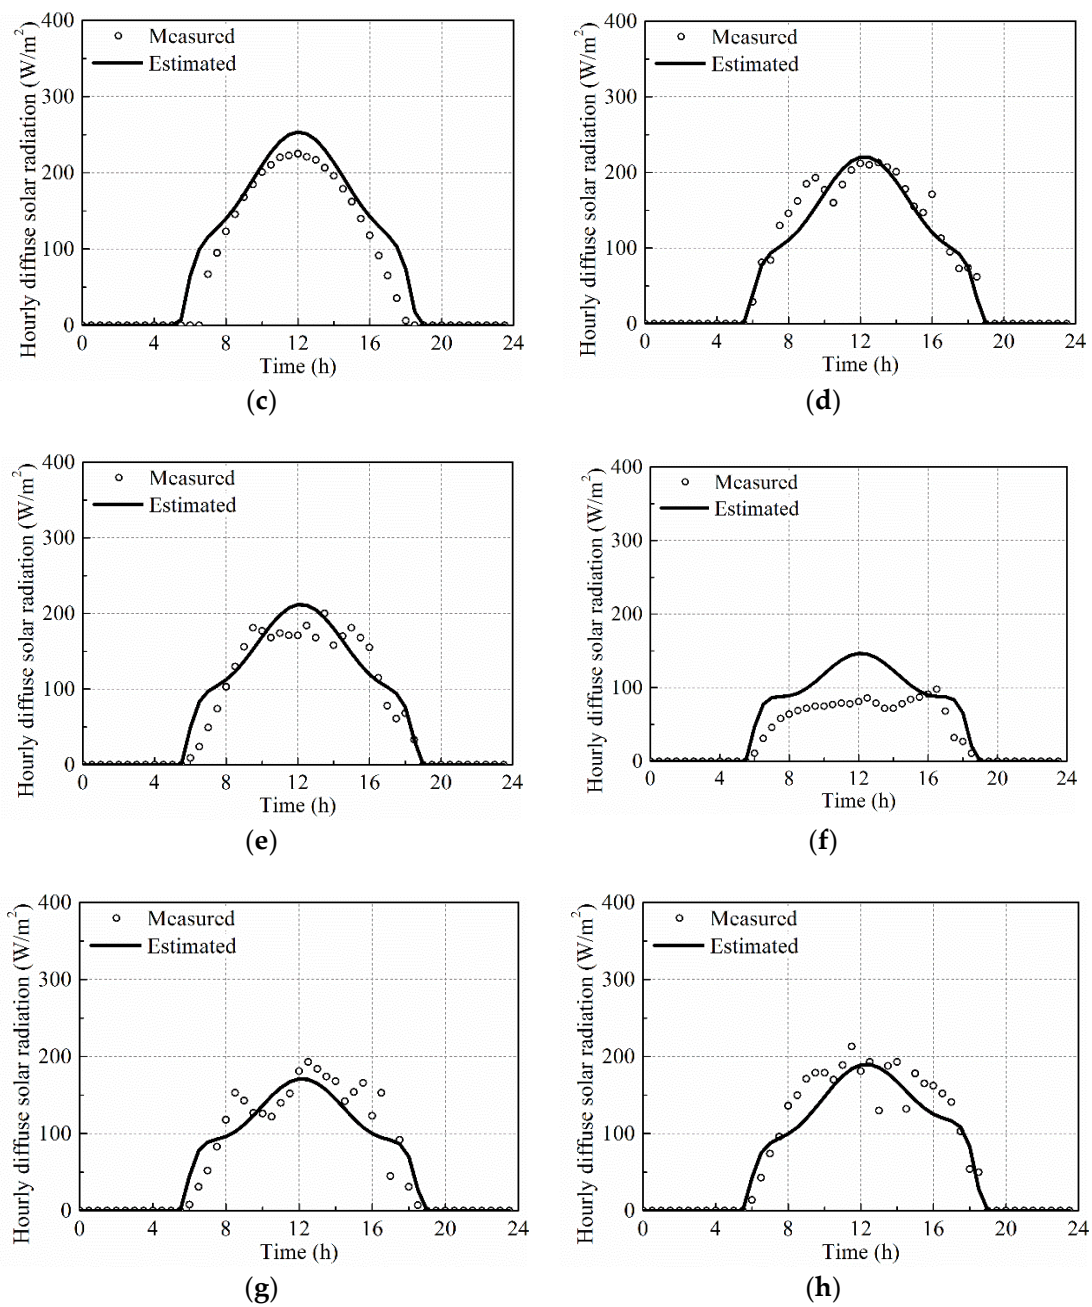 Hourly diffuse solar radiation (W/m²)
400
300
200
100
0
Measured
Estimated
0 4 8 12 16 20 24
Time (h)
(c)
Hourly diffuse solar radiation (W/m²)
400
300
200
100
0
Measured
Estimated
0 4 8 12 16 20 24
Time (h)
(d)
Hourly diffuse solar radiation (W/m²)
400
300
200
100
0
Measured
Estimated
0 4 8 12 16 20 24
Time (h)
(e)
Hourly diffuse solar radiation (W/m²)
400
300
200
100
0
Measured
Estimated
0 4 8 12 16 20 24
Time (h)
(f)
Hourly diffuse solar radiation (W/m²)
400
300
200
100
0
Measured
Estimated
0 4 8 12 16 20 24
Time (h)
(g)
Hourly diffuse solar radiation (W/m²)
400
300
200
100
0
Measured
Estimated
0 4 8 12 16 20 24
Time (h)
(h)